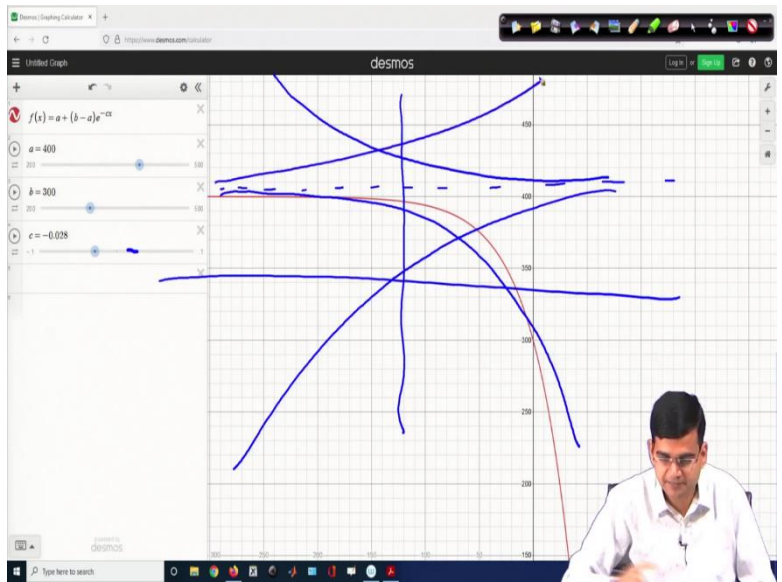 Desmos | Graphing Calculator × +
https://www.desmos.com/calculator
Untitled Graph
desmos
Log In or Sign Up
f(x) = a + (b − a)e^{−cx}
a = 400
200 500
b = 300
200 500
c = −0.028
−1 1
450
400
350
300
250
200
150
300 250 200 150 100 50
powered by
desmos
Type here to search